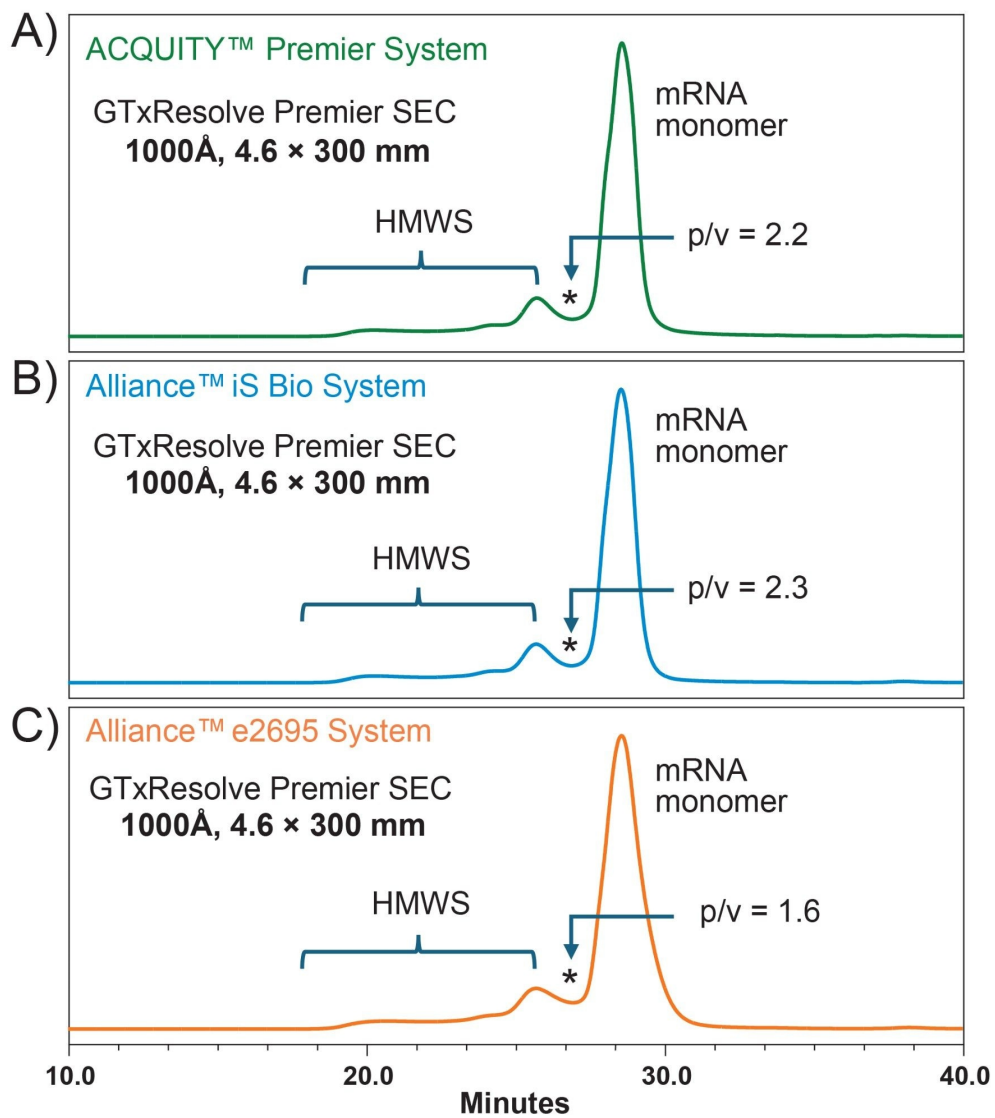 A)
ACQUITY™ Premier System
GTxResolve Premier SEC
1000Å, 4.6 × 300 mm
mRNA
monomer
HMWS
p/v = 2.2
*
B)
Alliance™ iS Bio System
GTxResolve Premier SEC
1000Å, 4.6 × 300 mm
mRNA
monomer
HMWS
p/v = 2.3
*
C)
Alliance™ e2695 System
GTxResolve Premier SEC
1000Å, 4.6 × 300 mm
mRNA
monomer
HMWS
p/v = 1.6
*
10.0 20.0 30.0 40.0
Minutes